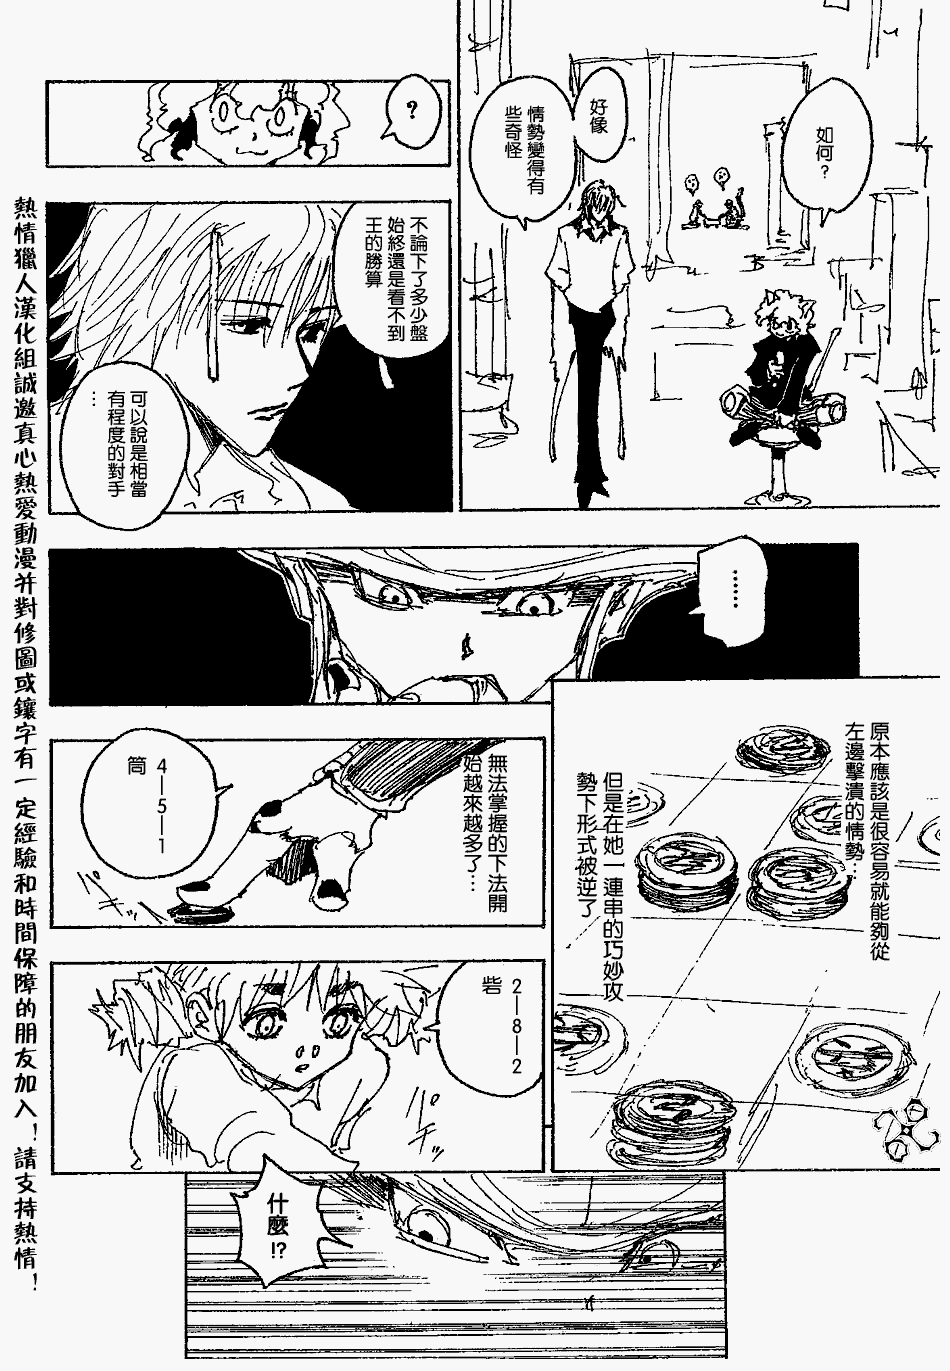 如何？
好像
情勢變得有
些奇怪
？
不論下了多少盤
始終還是看不到
王的勝算
可以說是相當
有程度的對手
…
……
原本應該是很容易就能夠從
左邊擊潰的情勢…
但是在她一連串的巧妙攻
勢下形式被逆了
無法掌握的下法開
始越來越多了…
4—5—1
筒
2—8—2
砦
什麼!?
熱情獵人漢化組誠邀真心熱愛動漫并對修圖或鑲字有一定經驗和時間保障的朋友加入！請支持熱情！